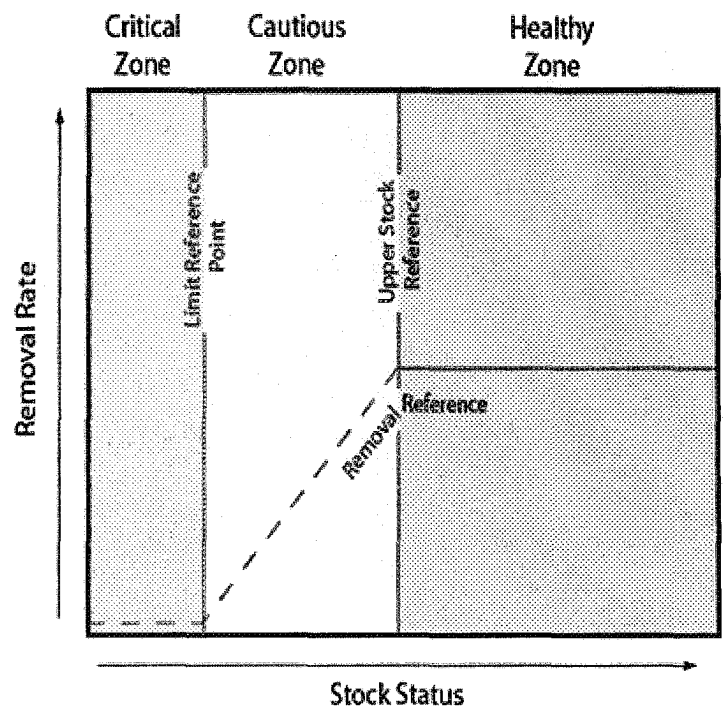 Critical
Zone
Cautious
Zone
Healthy
Zone
Removal Rate
Limit Reference
Point
Upper Stock
Reference
Removal Reference
Stock Status